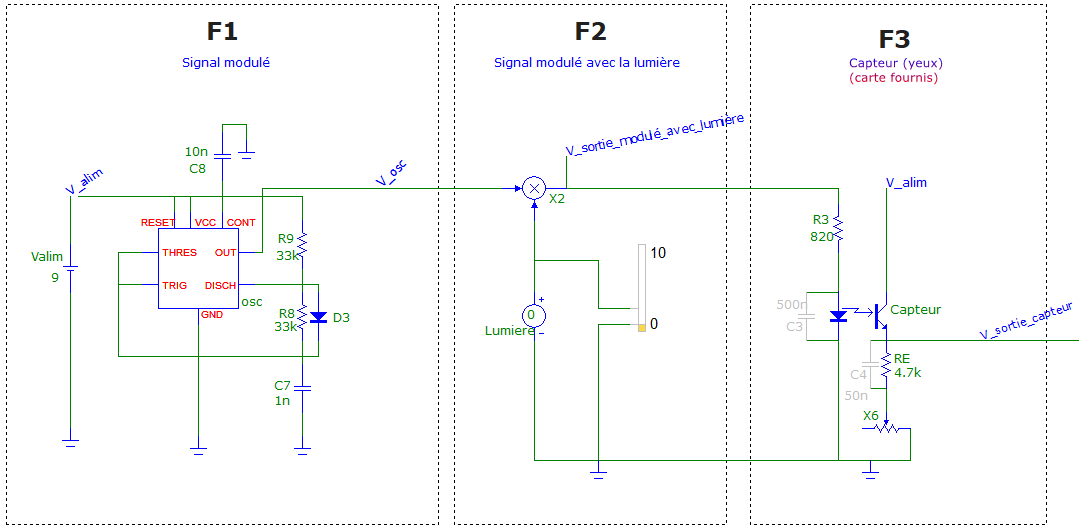 F1
Signal modulé
V_alim
Valim
9
10n
C8
RESET
VCC
CONT
THRES
OUT
TRIG
DISCH
GND
osc
R9
33k
R8
33k
D3
C7
1n
V_osc
F2
Signal modulé avec la lumière
V_sortie_modulé_avec_lumière
X2
0
+
-
Lumiere
10
0
F3
Capteur (yeux)
(carte fournis)
V_alim
R3
820
500n
C3
Capteur
V_sortie_capteur
C4
50n
RE
4.7k
X6